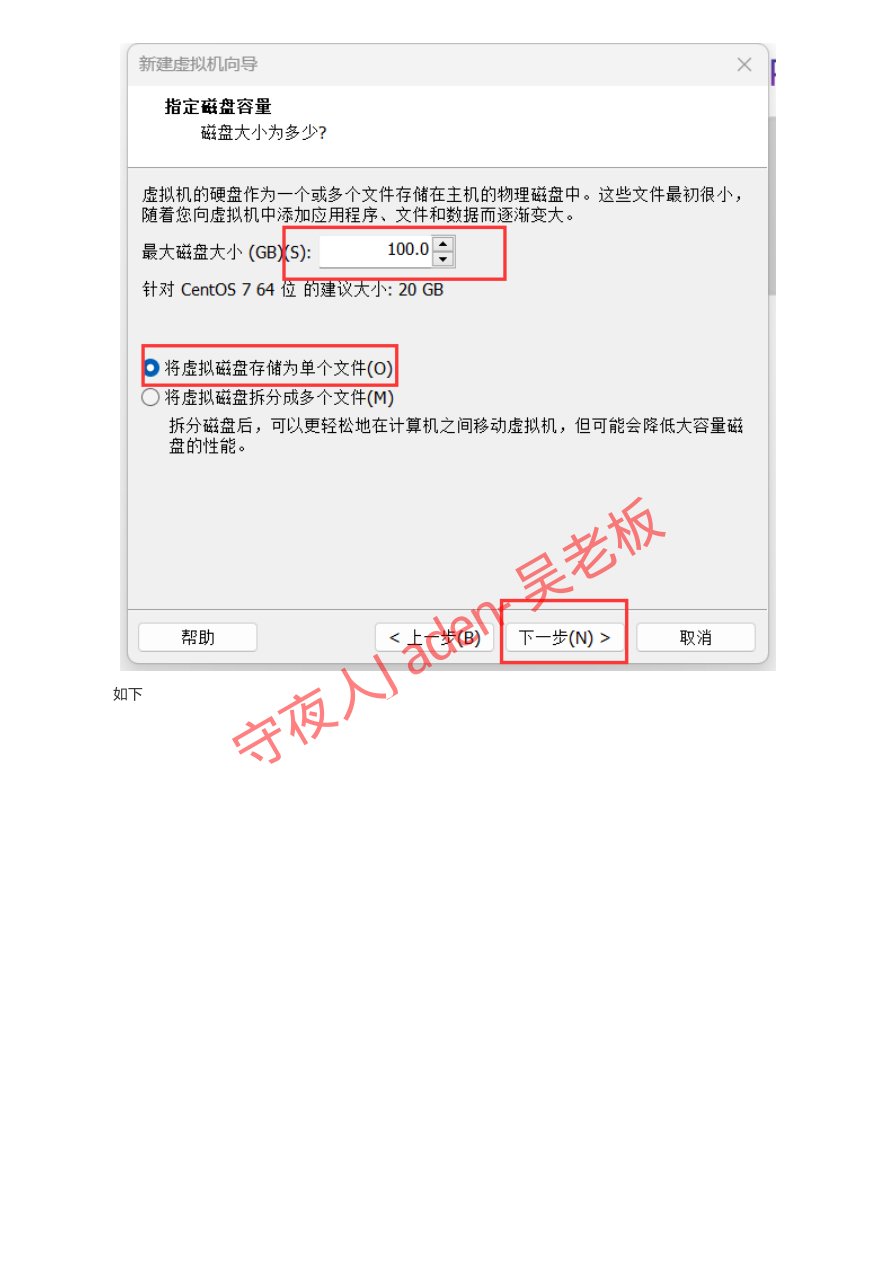 新建虚拟机向导
指定磁盘容量
磁盘大小为多少?
虚拟机的硬盘作为一个或多个文件存储在主机的物理磁盘中。这些文件最初很小，
随着您向虚拟机中添加应用程序、文件和数据而逐渐变大。
最大磁盘大小 (GB)(S): 100.0
针对 CentOS 7 64 位 的建议大小: 20 GB
将虚拟磁盘存储为单个文件(O)
将虚拟磁盘拆分成多个文件(M)
拆分磁盘后，可以更轻松地在计算机之间移动虚拟机，但可能会降低大容量磁
盘的性能。
帮助 < 上一步(B) 下一步(N) > 取消
守夜人J aden- 吴老板
如下